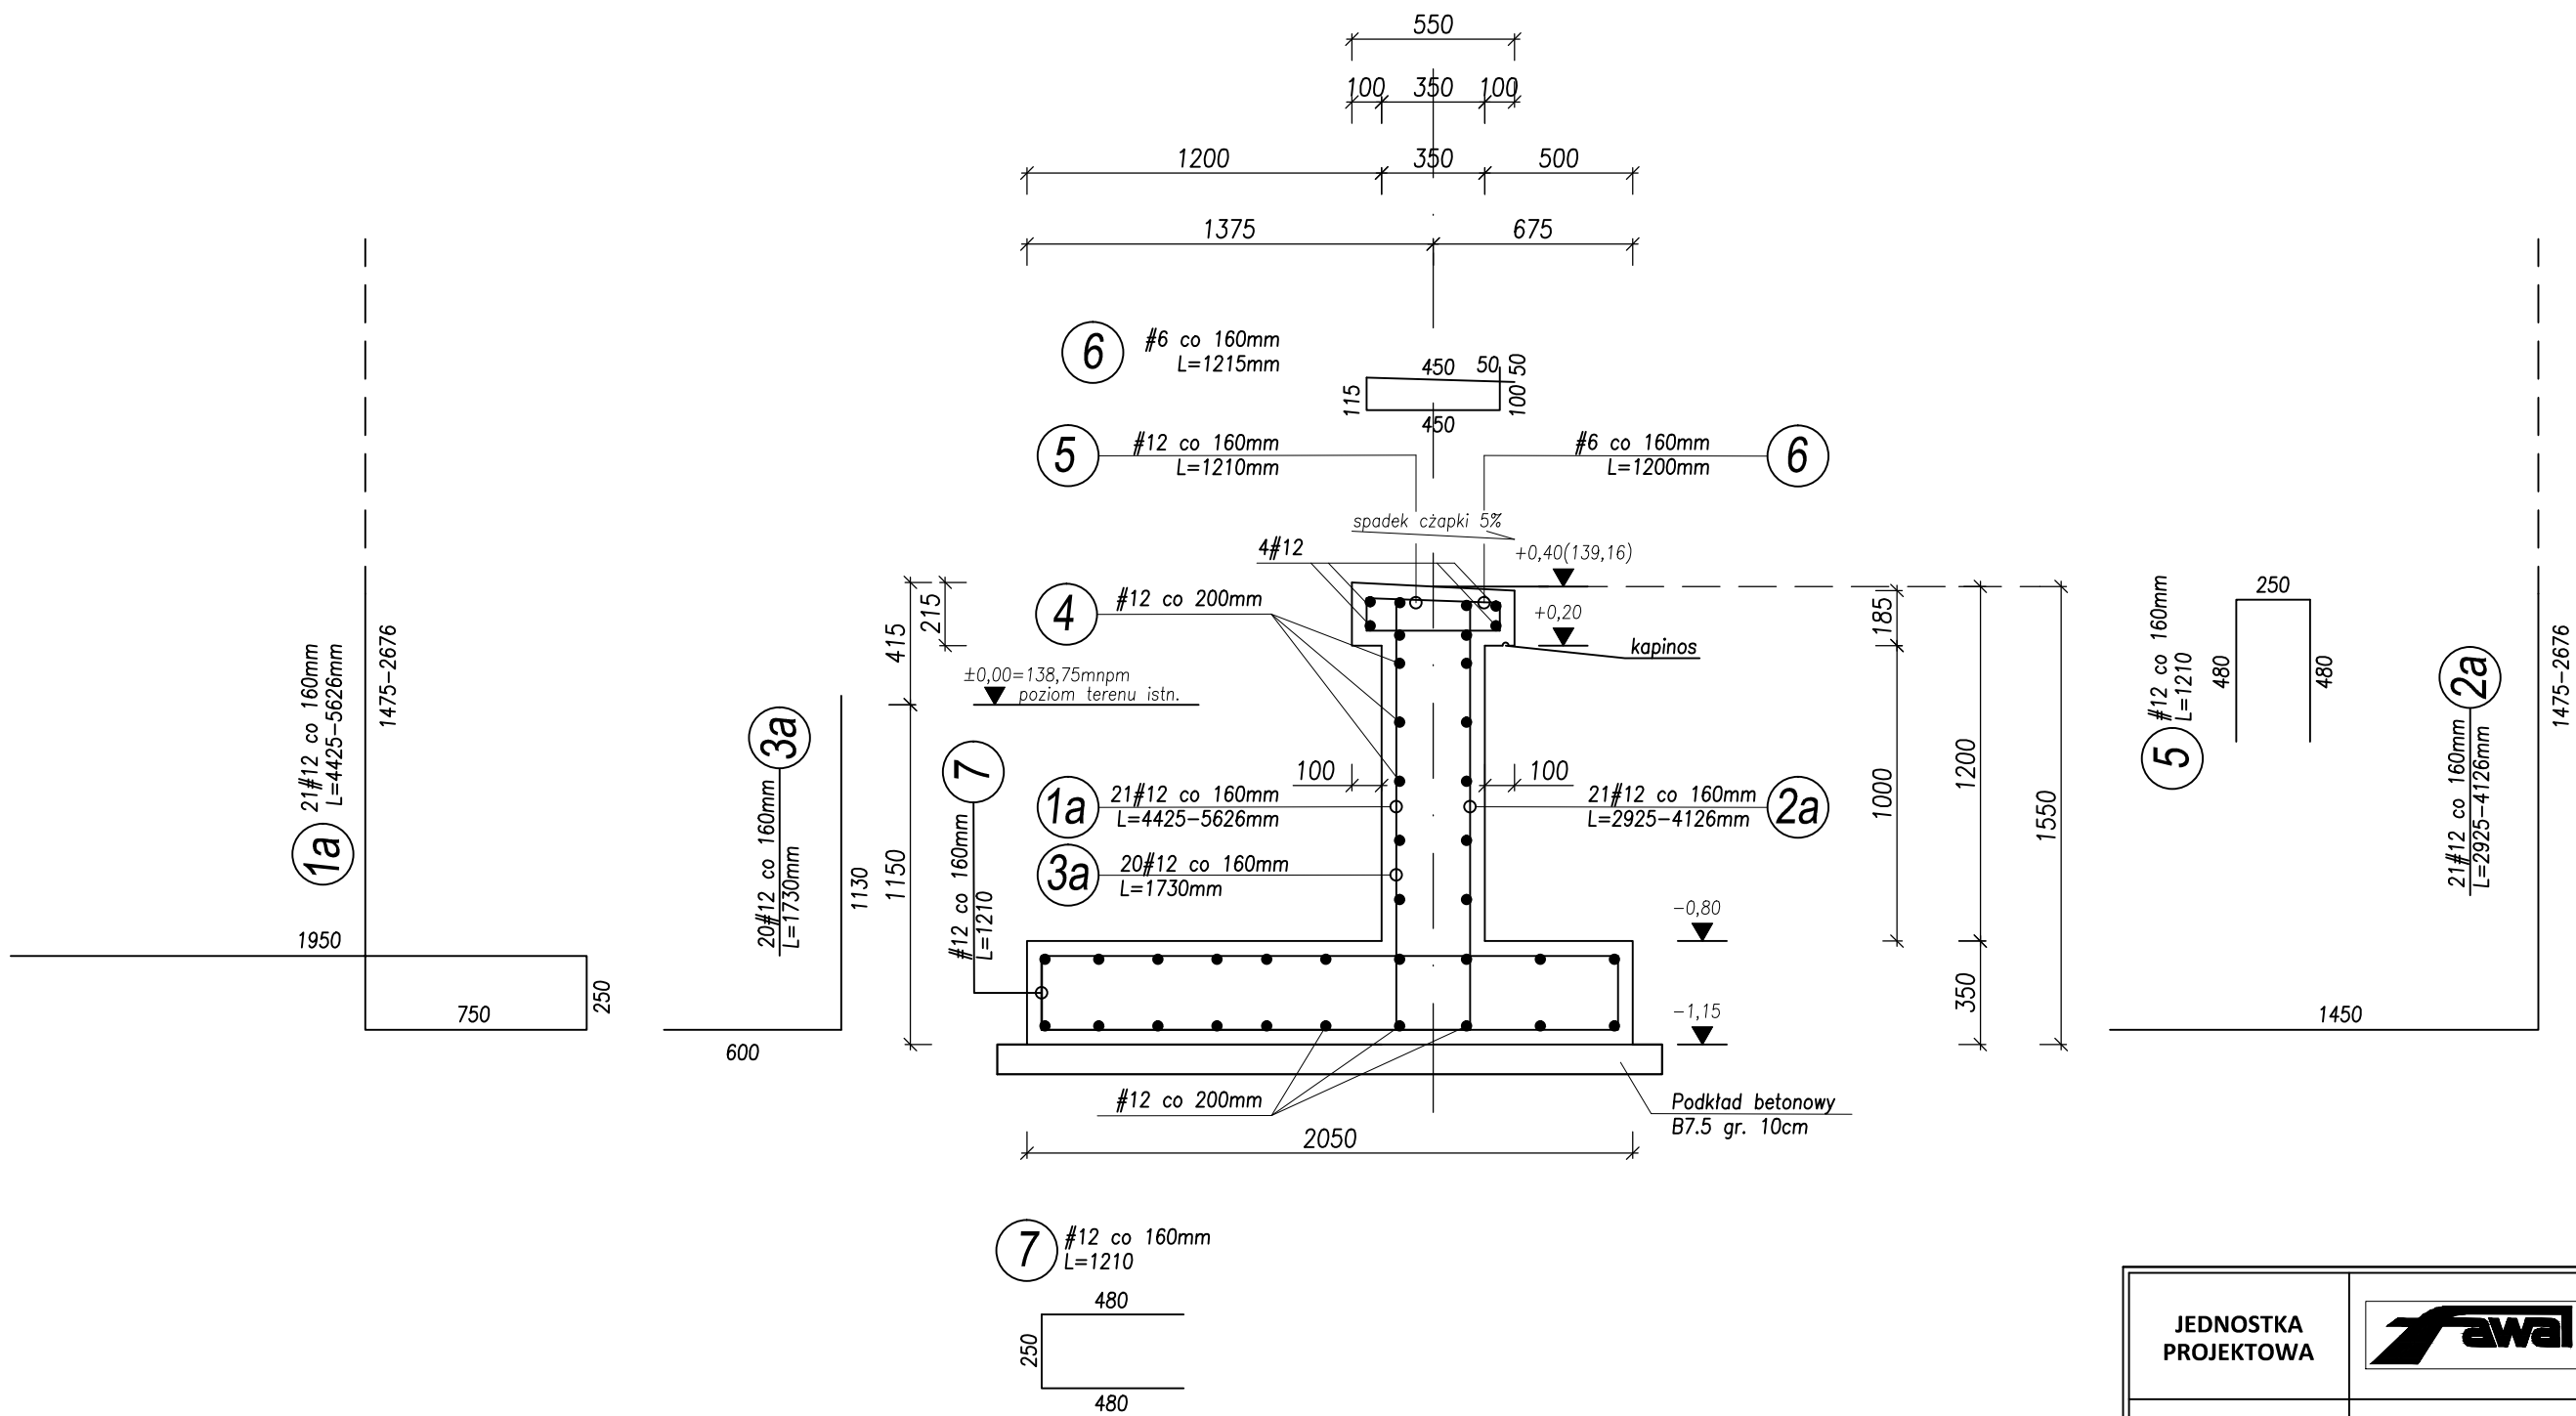 550
100 350 100
1200 350 500
1375 675
6 #6 co 160mm
L=1215mm
450 50 50
115 100
450
5 #12 co 160mm
L=1210mm
#6 co 160mm 6
L=1200mm
spadek czapki 5%
4#12
+0,40(139,16)
4 #12 co 200mm
+0,20
kapinos
415 215
±0,00=138,75mnpm
poziom terenu istn.
100 100
1a 21#12 co 160mm
L=4425-5626mm
21#12 co 160mm 2a
L=2925-4126mm
3a 20#12 co 160mm
L=1730mm
-0,80
-1,15
1150
185
1000
1200
350
1550
#12 co 200mm
Podkład betonowy
B7.5 gr. 10cm
2050
1a 21#12 co 160mm
L=4425-5626mm
1475-2676
1950
750
250
3a
20#12 co 160mm
L=1730mm
1130
600
7
#12 co 160mm
L=1210
5 #12 co 160mm
L=1210
250
480 480
2a
21#12 co 160mm
L=2925-4126mm
1475-2676
1450
7 #12 co 160mm
L=1210
480
250
480
JEDNOSTKA
PROJEKTOWA
fawal